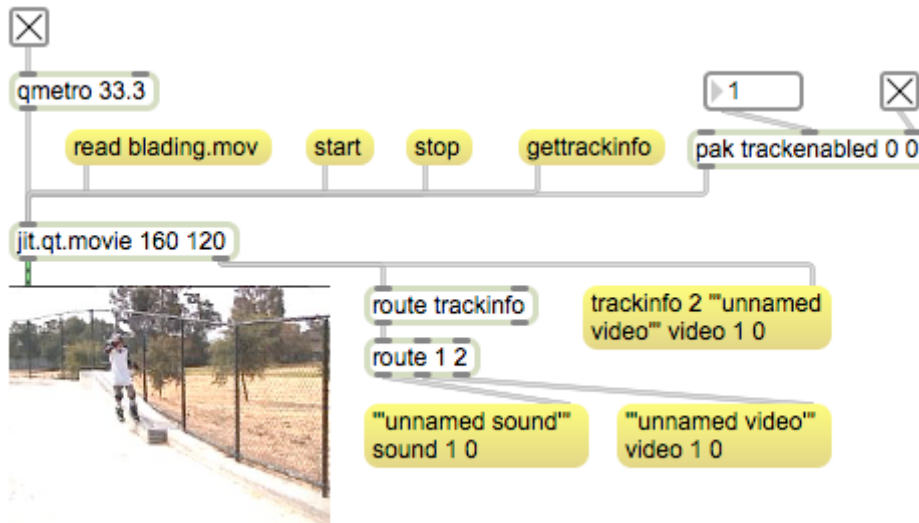 qmetro 33.3
1
read blading.mov
start
stop
gettrackinfo
pak trackenabled 0 0
jit.qt.movie 160 120
route trackinfo
trackinfo 2 '"unnamed
video"' video 1 0
route 1 2
'"unnamed sound"'
sound 1 0
'"unnamed video"'
video 1 0